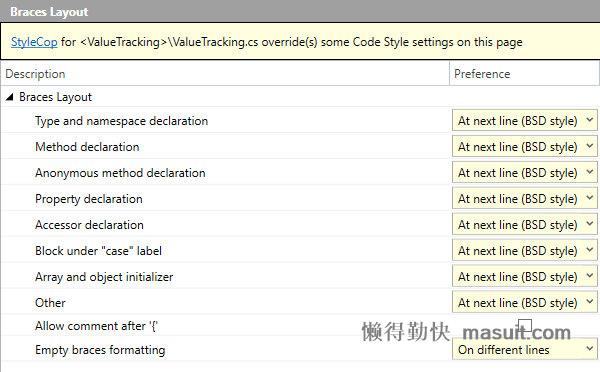 Braces Layout
StyleCop for <ValueTracking>\ValueTracking.cs override(s) some Code Style settings on this page
Description Preference
Braces Layout
Type and namespace declaration At next line (BSD style)
Method declaration At next line (BSD style)
Anonymous method declaration At next line (BSD style)
Property declaration At next line (BSD style)
Accessor declaration At next line (BSD style)
Block under "case" label At next line (BSD style)
Array and object initializer At next line (BSD style)
Other At next line (BSD style)
Allow comment after '{'
懒得勤快 masuit.com
Empty braces formatting On different lines